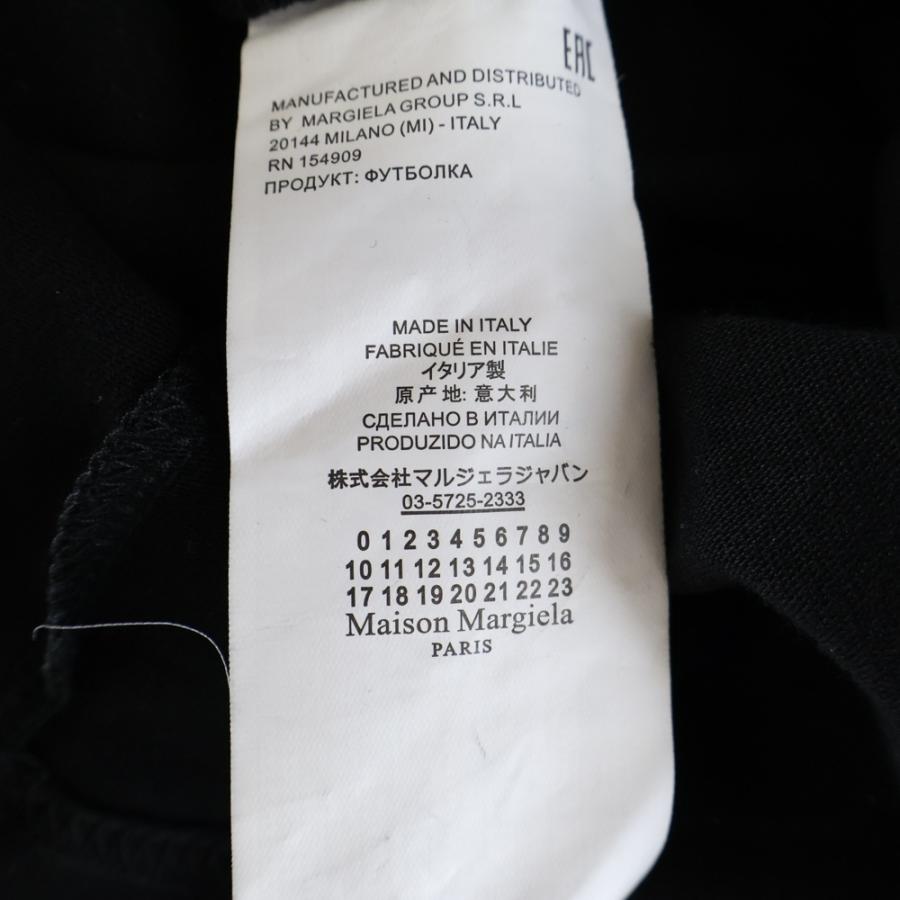 EAC
MANUFACTURED AND DISTRIBUTED
BY MARGIELA GROUP S.R.L
20144 MILANO (MI) - ITALY
RN 154909
ПРОДУКТ: ФУТБОЛКА
MADE IN ITALY
FABRIQUÉ EN ITALIE
イタリア製
原产地: 意大利
СДЕЛАНО В ИТАЛИИ
PRODUZIDO NA ITALIA
株式会社マルジェラジャパン
03-5725-2333
0 1 2 3 4 5 6 7 8 9
10 11 12 13 14 15 16
17 18 19 20 21 22 23
Maison Margiela
PARIS